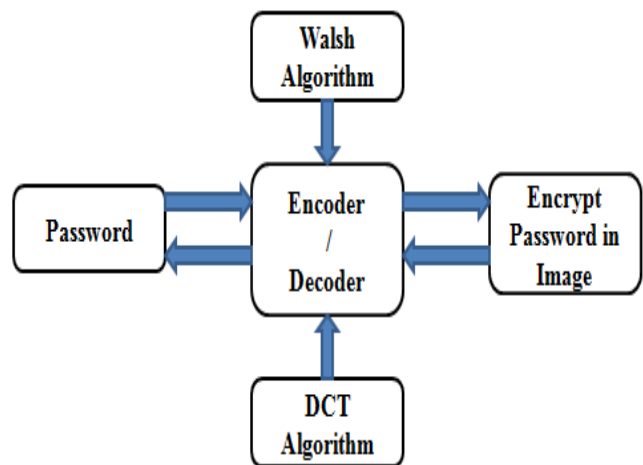 Walsh
Algorithm
Password
Encoder
/
Decoder
Encrypt
Password in
Image
DCT
Algorithm